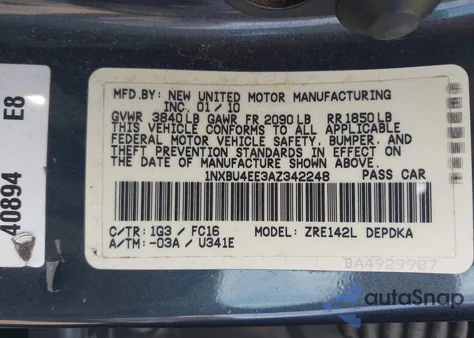 MFD.BY: NEW UNITED MOTOR MANUFACTURING
INC. 01/10
GVWR 3840LB GAWR FR 2090LB RR1850LB
THIS VEHICLE CONFORMS TO ALL APPLICABLE
FEDERAL MOTOR VEHICLE SAFETY, BUMPER, AND
THEFT PREVENTION STANDARDS IN EFFECT ON
THE DATE OF MANUFACTURE SHOWN ABOVE.
1NXBU4EE3AZ342248 PASS CAR
C/TR: 1G3 / FC16 MODEL: ZRE142L DEPDKA
A/TM: -03A / U341E
BA4929987
40894 E8
autoSnap